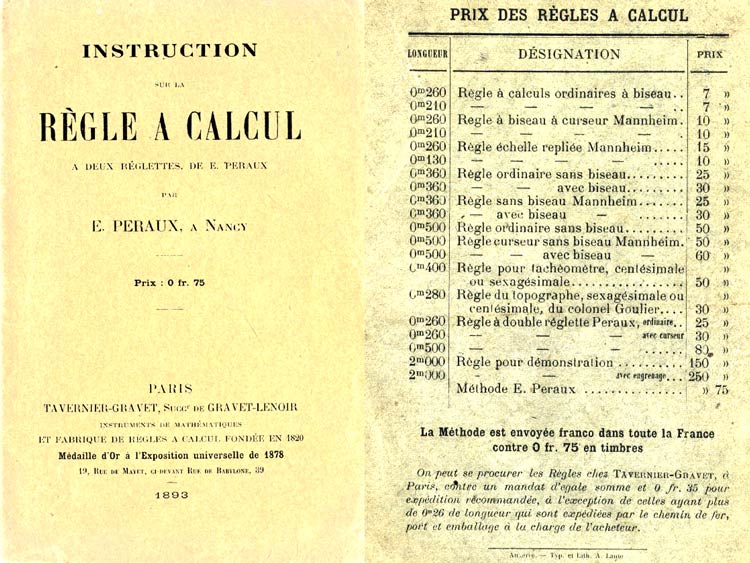 INSTRUCTION
SUR LA
RÈGLE A CALCUL
A DEUX RÉGLETTES, DE E. PERAUX
PAR
E. PERAUX, A NANCY
Prix : 0 fr. 75
PARIS
TAVERNIER-GRAVET, Succr DE GRAVET-LENOIR
INSTRUMENTS DE MATHÉMATIQUES
ET FABRIQUE DE RÈGLES A CALCUL FONDÉE EN 1820
Médaille d'Or à l'Exposition universelle de 1878
19, RUE DE MAYET, CI-DEVANT RUE DE BABYLONE, 39
1893
PRIX DES RÈGLES A CALCUL
LONGUEUR DÉSIGNATION PRIX
0m260 Règle à calculs ordinaires à biseau.. 7 »
0m210 — — — — .. 7 »
0m260 Règle à biseau à curseur Mannheim. 10 »
0m210 — — — — . 10 »
0m260 Règle échelle repliée Mannheim..... 15 »
0m130 — — — — ..... 10 »
0m360 Règle ordinaire sans biseau......... 25 »
0m360 — — avec biseau......... 30 »
0m360 Règle sans biseau Mannheim....... 25 »
0m360 — avec biseau — ....... 30 »
0m500 Règle ordinaire sans biseau........ 50 »
0m500 Règle curseur sans biseau Mannheim. 50 »
0m500 — — avec biseau — 60 »
0m400 Règle pour tachéomètre, centésimale »
ou sexagésimale................. 50 »
0m280 Règle du topographe, sexagésimale ou »
centésimale, du colonel Goulier.... 30 »
0m260 Règle à double réglette Peraux, ordinaire.. 25 »
0m260 — — — avec curseur 30 »
0m500 — — — ..... 80 »
2m000 Règle pour démonstration .......... 150 »
2m000 — — avec engrenage... 250 »
Méthode E. Peraux .............. » 75
La Méthode est envoyée franco dans toute la France
contre 0 fr. 75 en timbres
On peut se procurer les Règles chez TAVERNIER-GRAVET, à
Paris, contre un mandat d'égale somme et 0 fr. 35 pour
expédition recommandée, à l'exception de celles ayant plus
de 0m26 de longueur qui sont expédiées par le chemin de fer,
port et emballage à la charge de l'acheteur.
— Typ. et Lith. A.